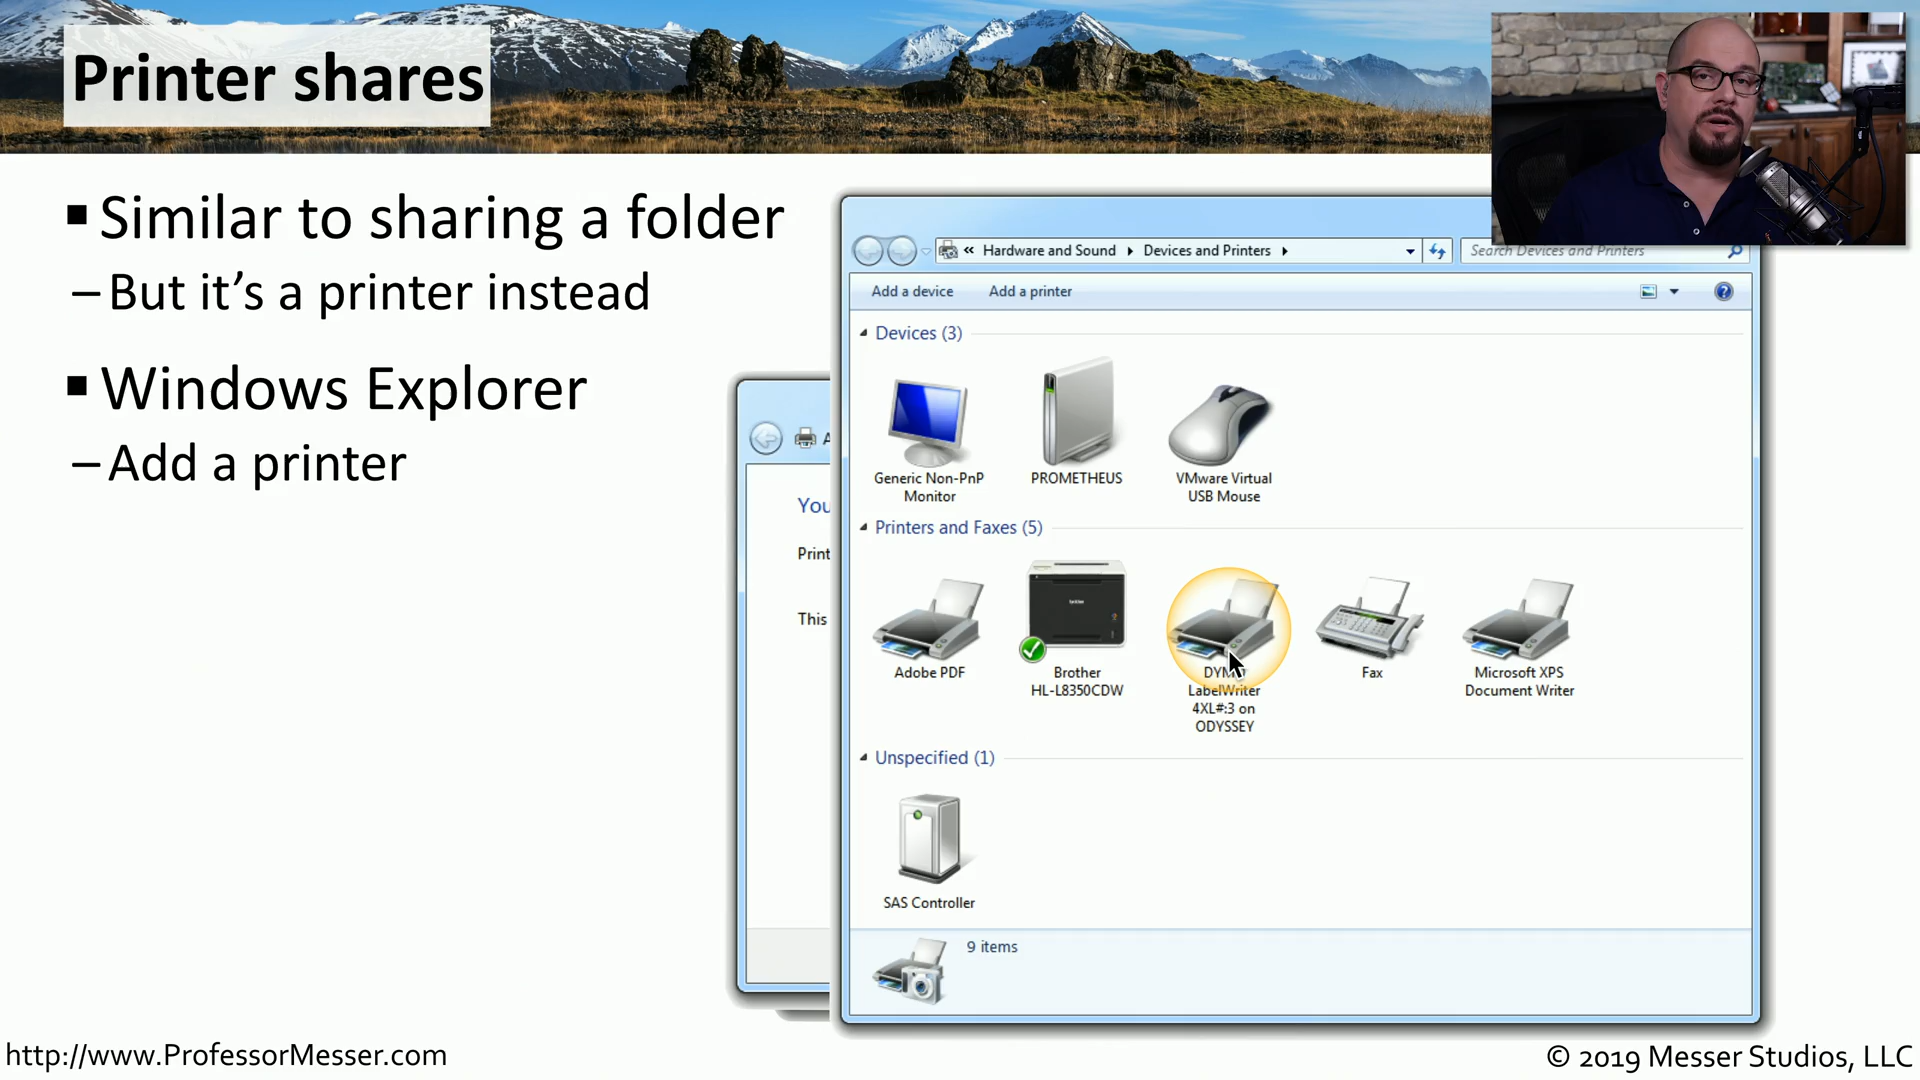 Printer shares
▪ Similar to sharing a folder
– But it’s a printer instead
▪ Windows Explorer
– Add a printer
« Hardware and Sound ▸ Devices and Printers ▸
Search Devices and Printers
Add a device Add a printer
Devices (3)
Generic Non-PnP
Monitor
PROMETHEUS
VMware Virtual
USB Mouse
Printers and Faxes (5)
Adobe PDF
brother
Brother
HL-L8350CDW
LabelWriter
4XL#:3 on
ODYSSEY
Fax
Microsoft XPS
Document Writer
Unspecified (1)
SAS Controller
9 items
You
Print
This
http://www.ProfessorMesser.com
© 2019 Messer Studios, LLC